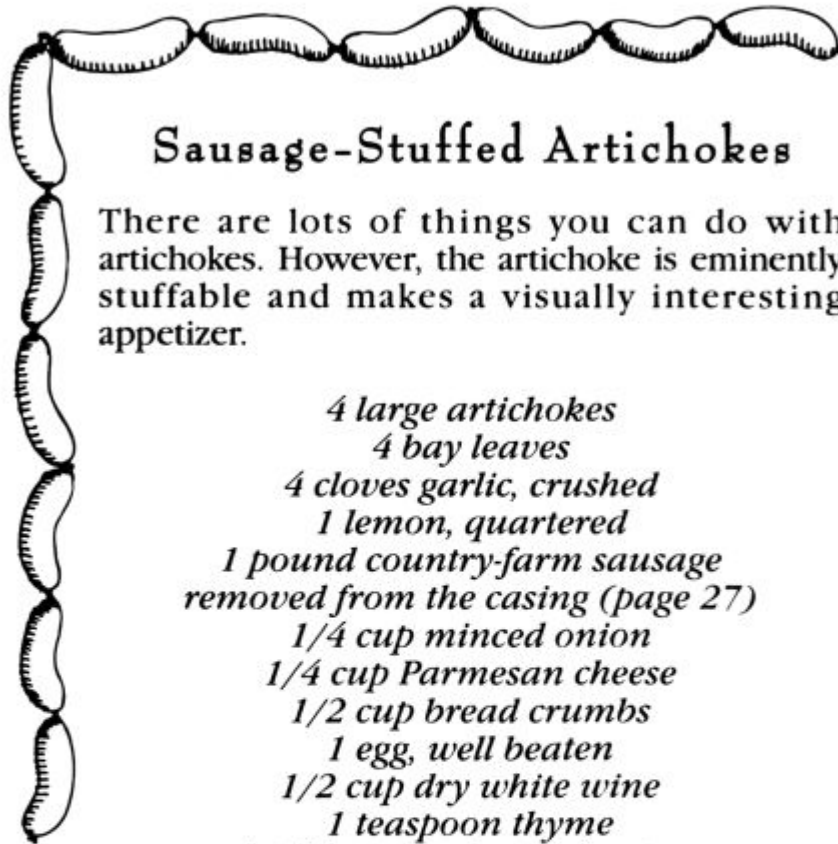 Sausage-Stuffed Artichokes
There are lots of things you can do with
artichokes. However, the artichoke is eminently
stuffable and makes a visually interesting
appetizer.
4 large artichokes
4 bay leaves
4 cloves garlic, crushed
1 lemon, quartered
1 pound country-farm sausage
removed from the casing (page 27)
1/4 cup minced onion
1/4 cup Parmesan cheese
1/2 cup bread crumbs
1 egg, well beaten
1/2 cup dry white wine
1 teaspoon thyme